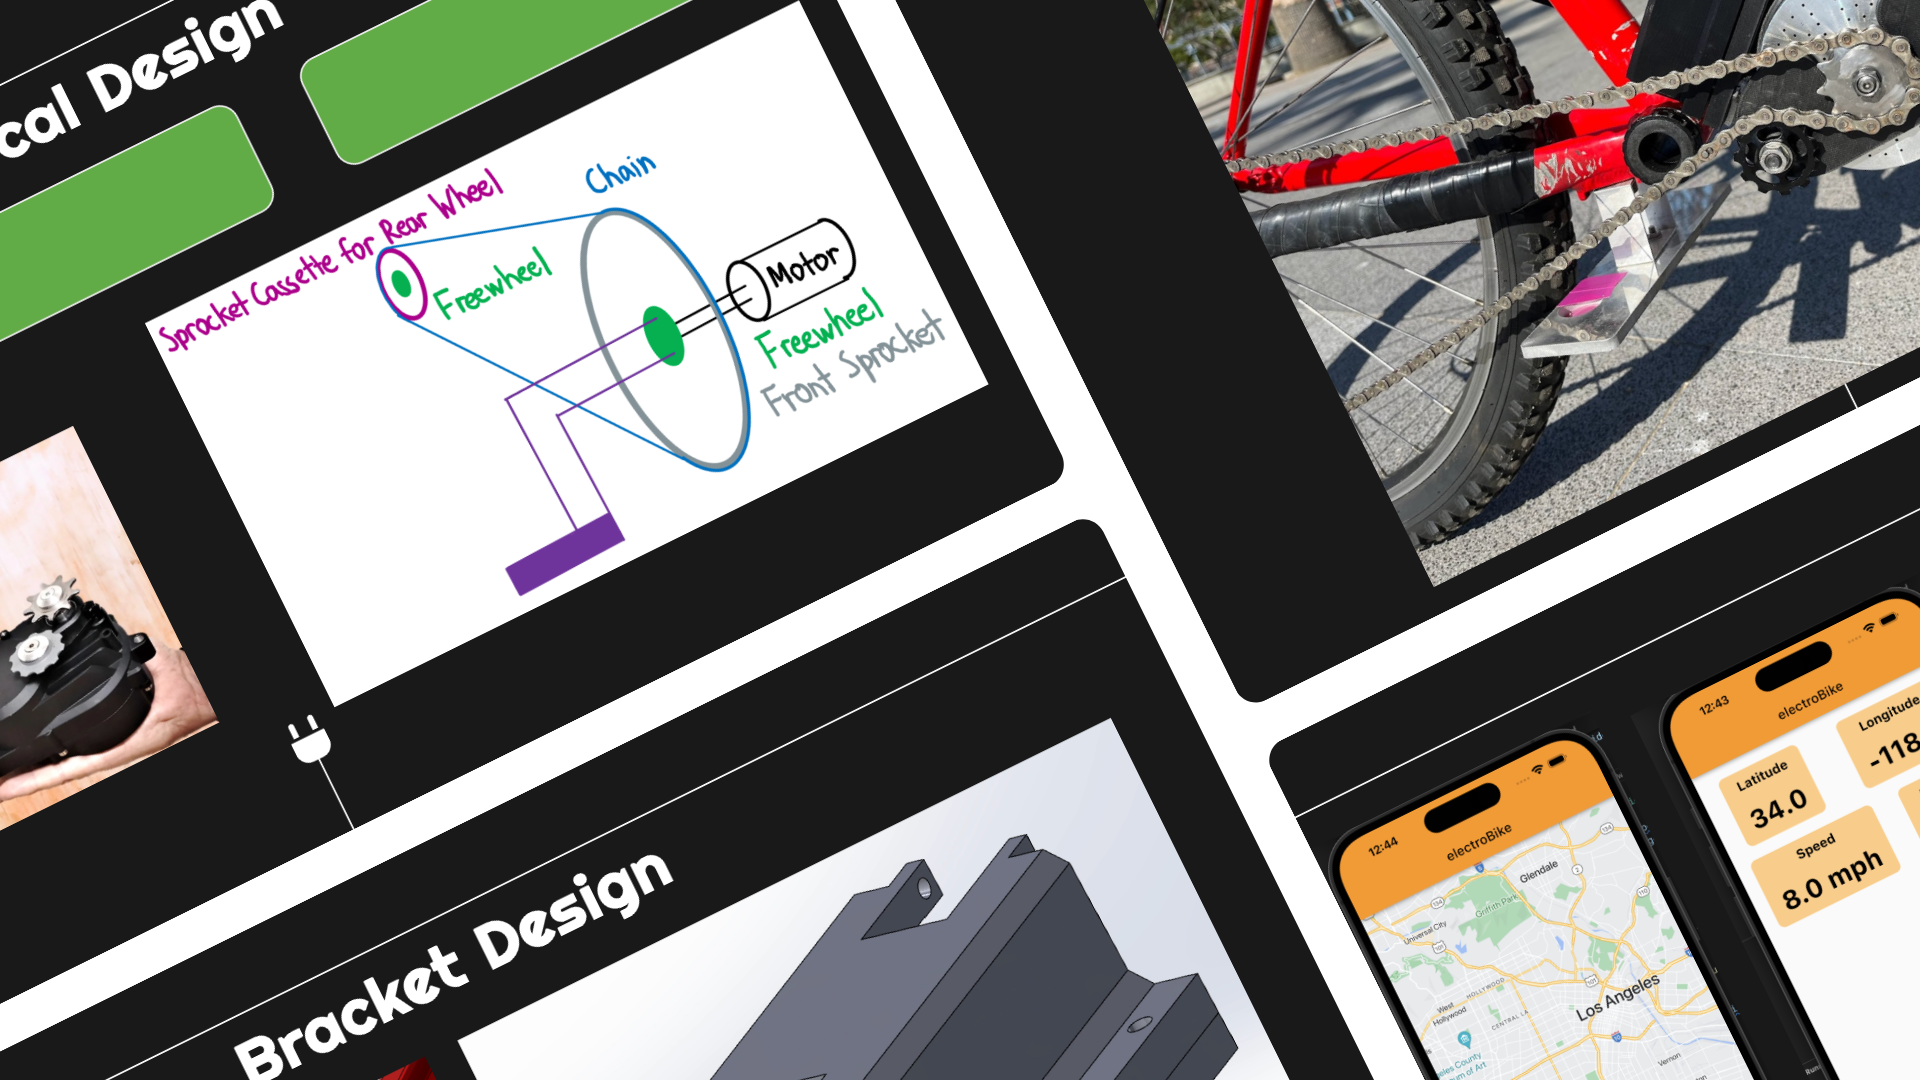 cal Design
Sprocket Cassette for Rear Wheel
Chain
Freewheel
Motor
Freewheel
Front Sprocket
Bracket Design
12:44
electroBike
Glendale
Griffith Park
Universal City
West
Hollywood
HOLLYWOOD
CENTRAL LA
Los Angeles
Vernon
12:43
electroBike
Latitude
34.0
Longitude
-118
Speed
8.0 mph